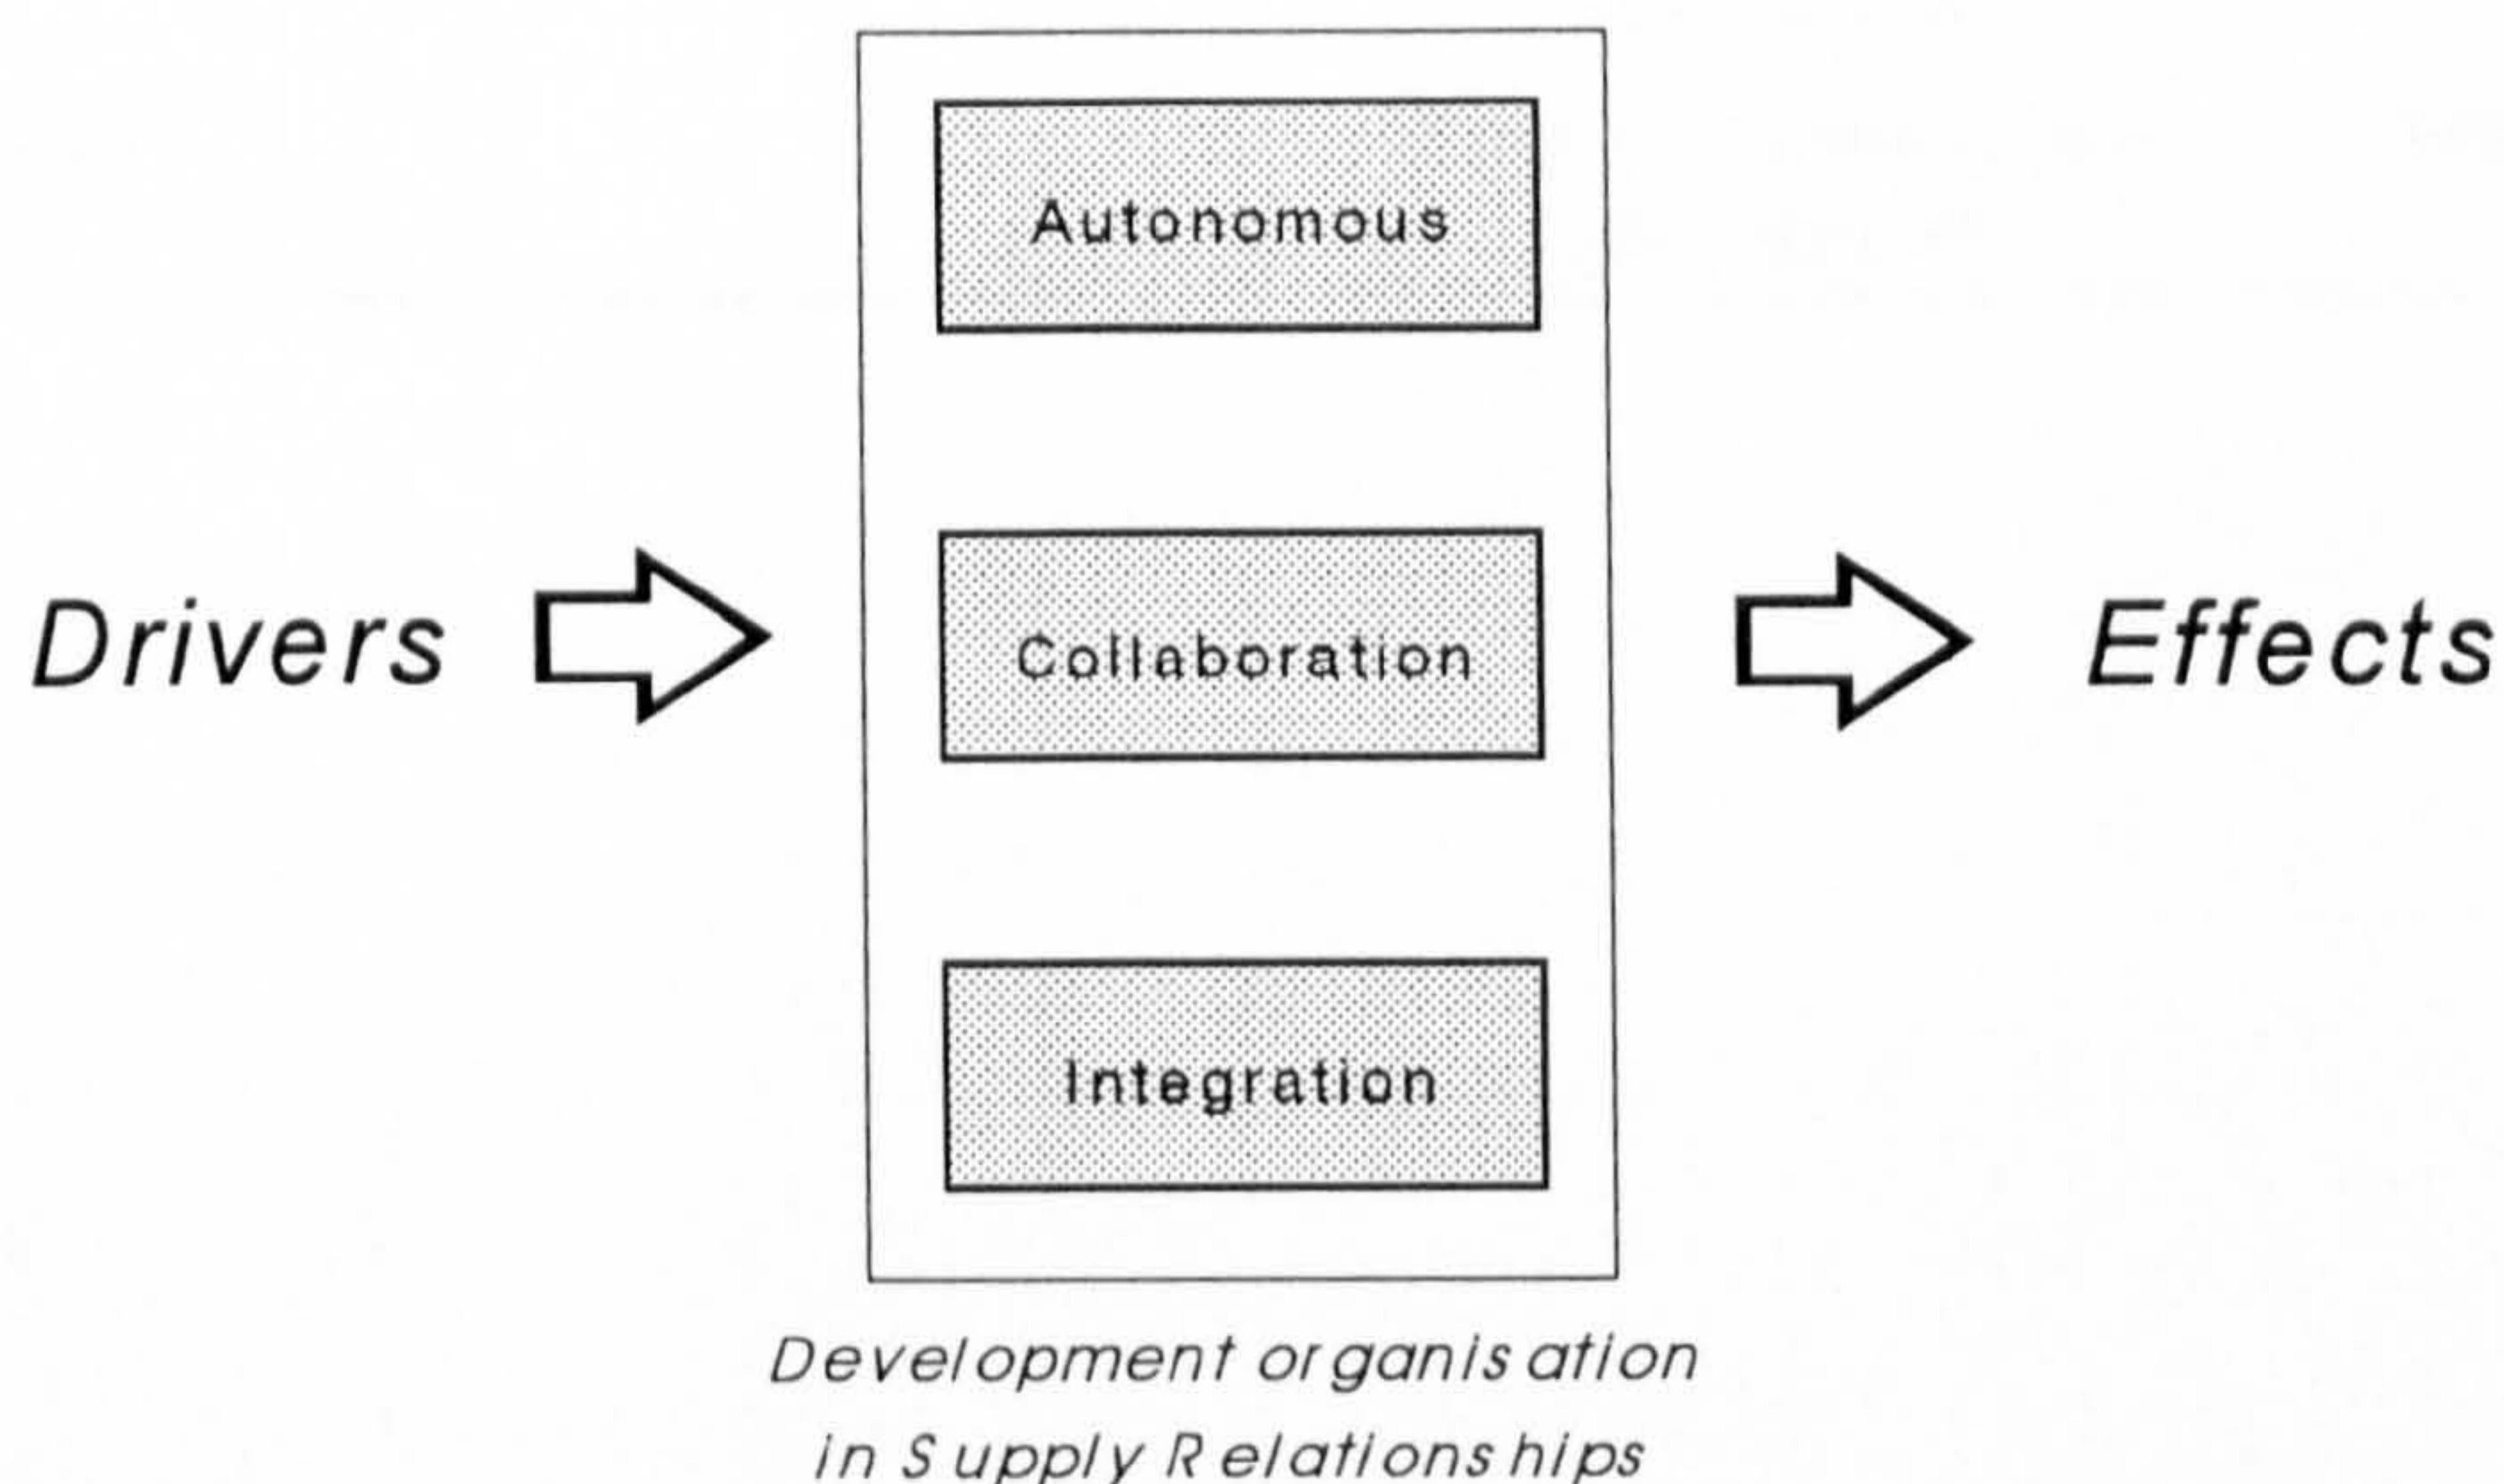 Autonomous
Drivers
Collaboration
Effects
Integration
Development organisation
in Supply Relationships